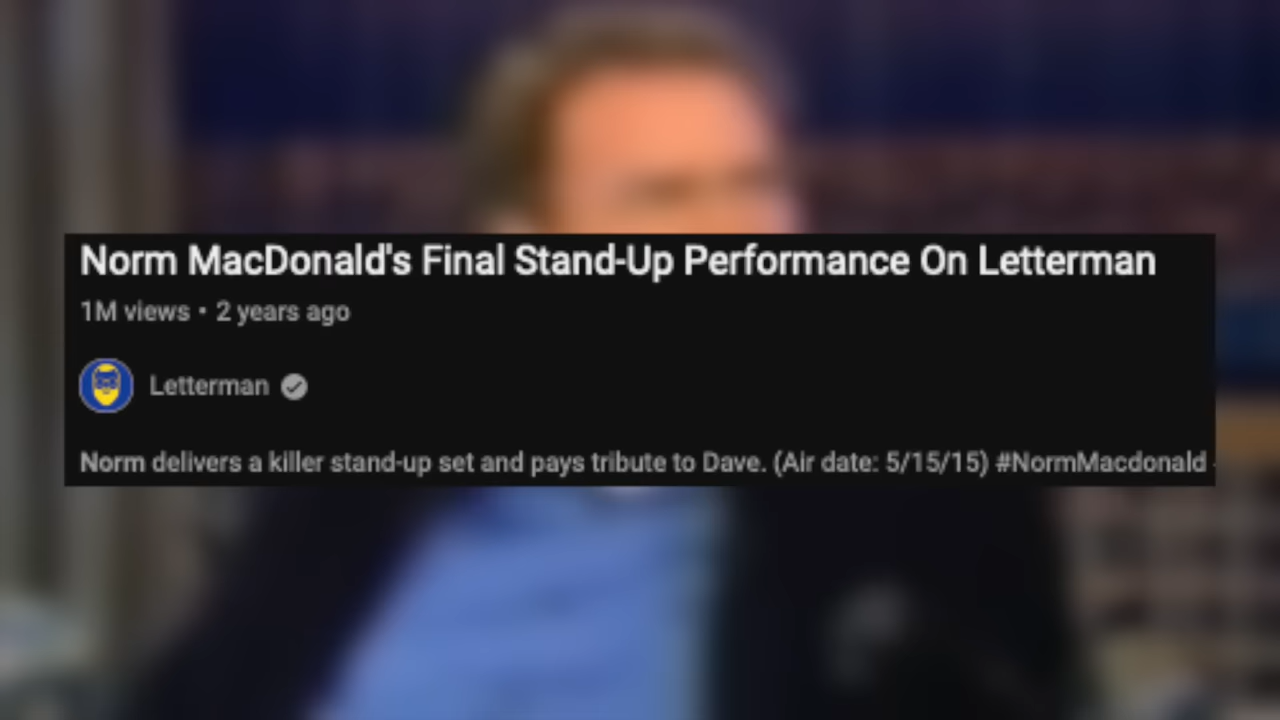 Norm MacDonald's Final Stand-Up Performance On Letterman
1M views • 2 years ago
Letterman
Norm delivers a killer stand-up set and pays tribute to Dave. (Air date: 5/15/15) #NormMacdonald